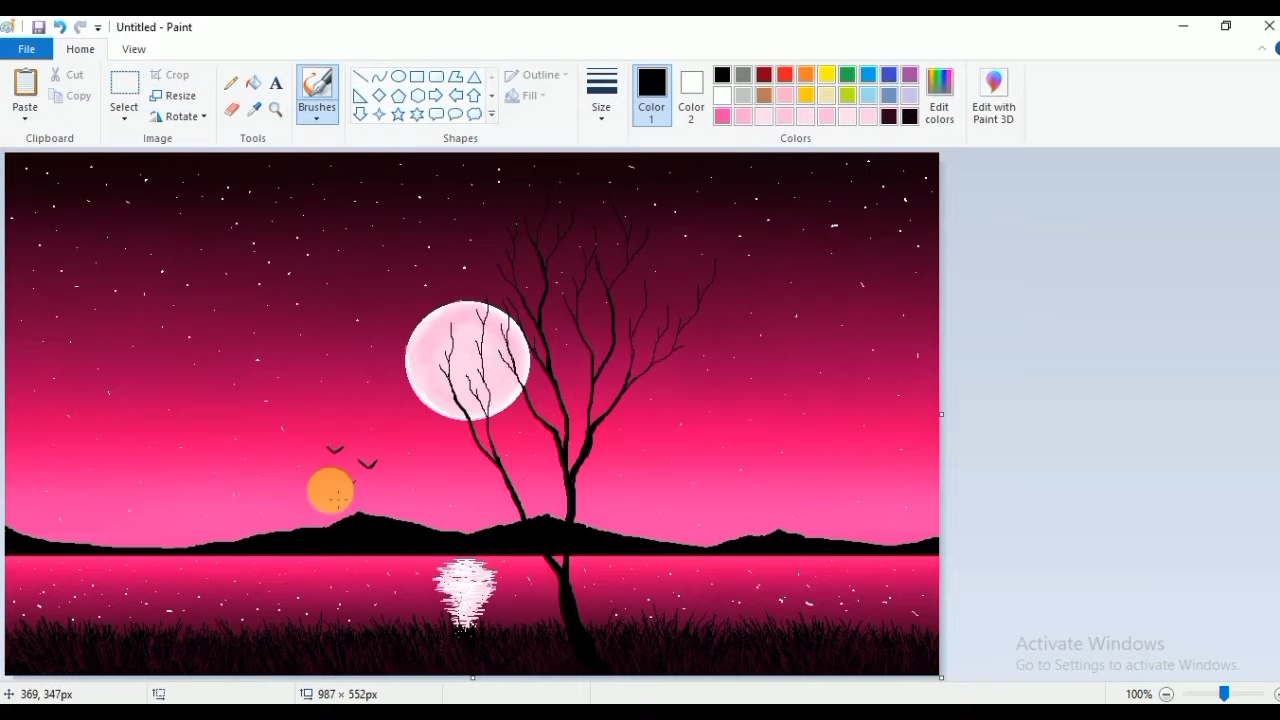 Untitled - Paint
File Home View
Paste
Cut
Copy
Clipboard
Select
Crop
Resize
Rotate
Image
A
Tools
Brushes
Shapes
Outline
Fill
Size
Color 1
Color 2
Edit colors
Colors
Edit with Paint 3D
Activate Windows
Go to Settings to activate Windows.
369, 347px
987 × 552px
100%